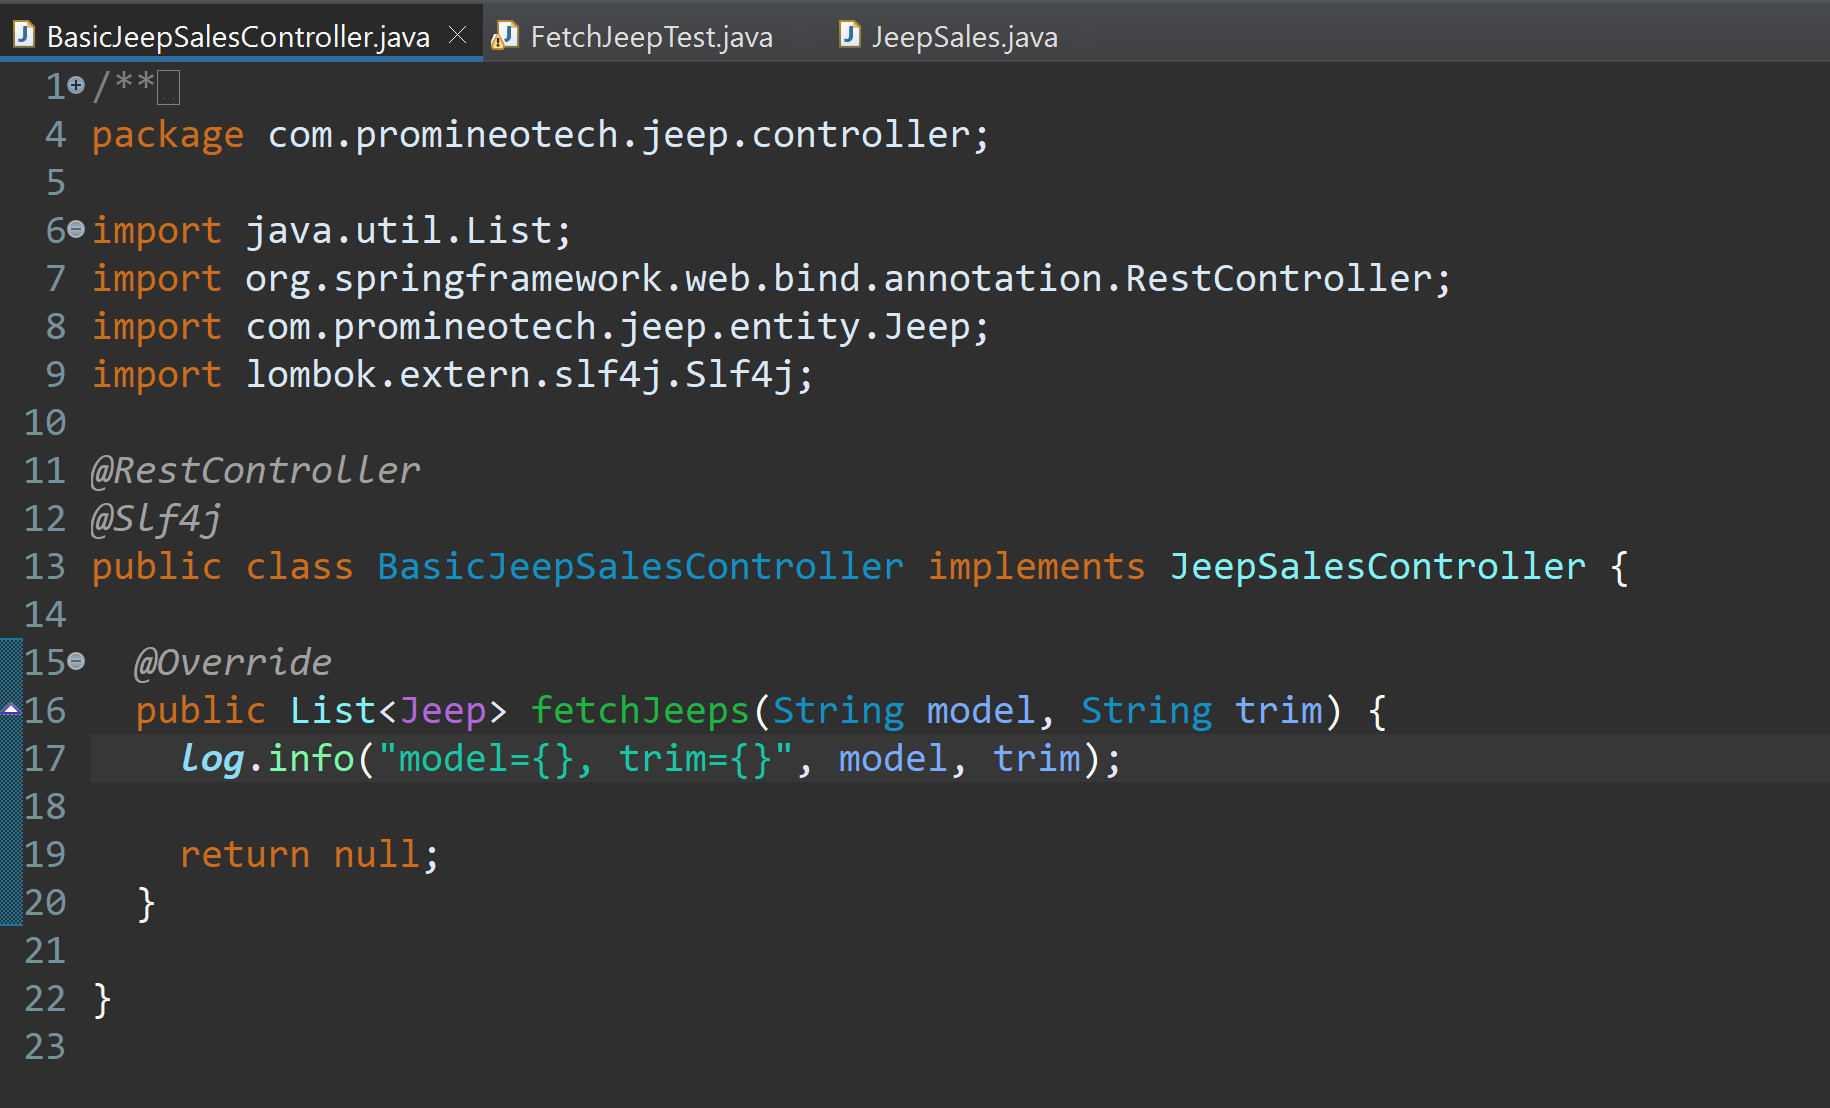 BasicJeepSalesController.java FetchJeepTest.java JeepSales.java
1 /**
4 package com.promineotech.jeep.controller;
5
6 import java.util.List;
7 import org.springframework.web.bind.annotation.RestController;
8 import com.promineotech.jeep.entity.Jeep;
9 import lombok.extern.slf4j.Slf4j;
10
11 @RestController
12 @Slf4j
13 public class BasicJeepSalesController implements JeepSalesController {
14
15   @Override
16   public List<Jeep> fetchJeeps(String model, String trim) {
17     log.info("model={}, trim={}", model, trim);
18
19     return null;
20   }
21
22 }
23